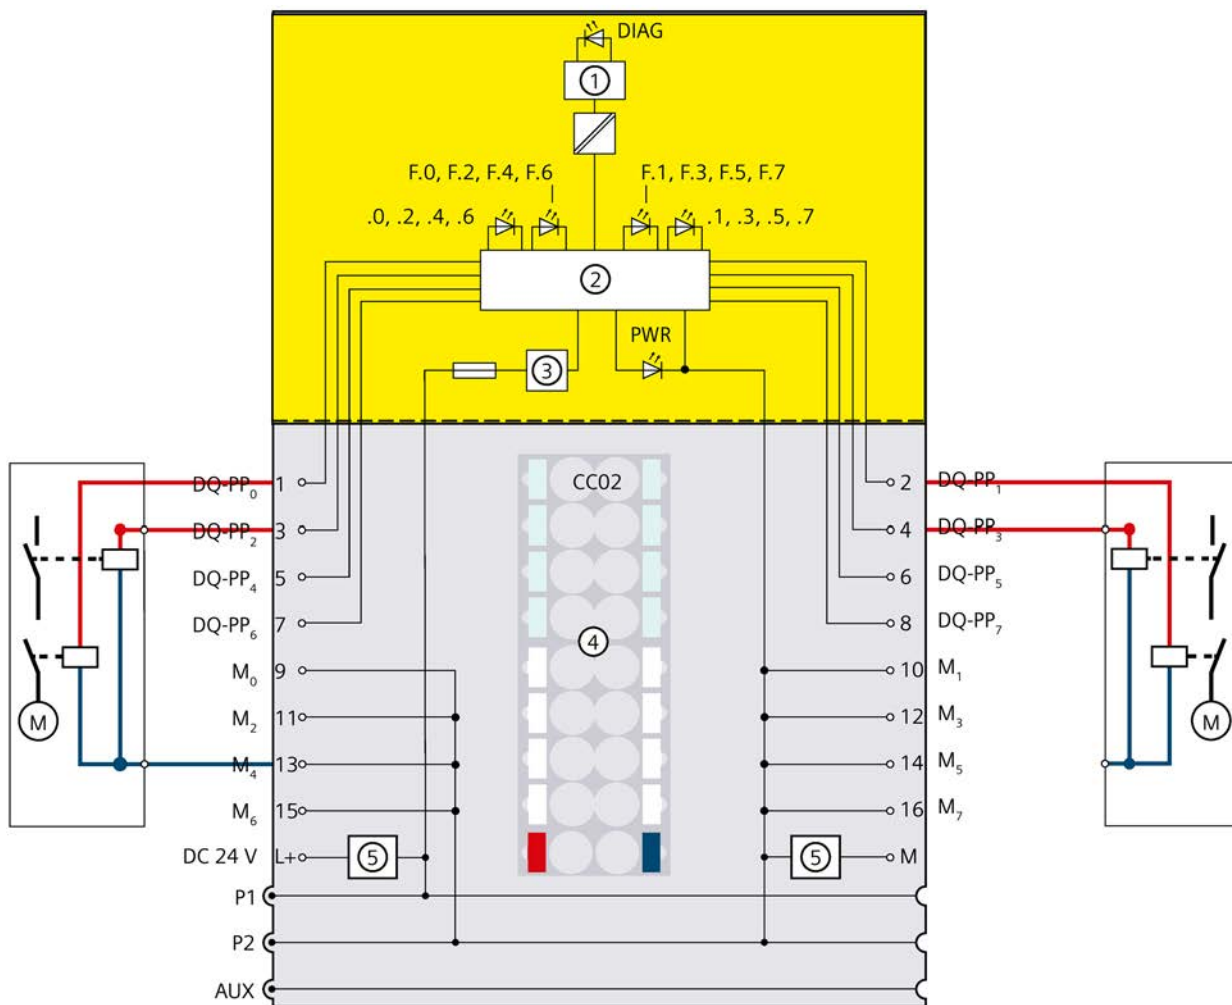 DIAG
①
F.0, F.2, F.4, F.6 F.1, F.3, F.5, F.7
.0, .2, .4, .6 .1, .3, .5, .7
②
PWR
③
CC02
DQ-PP₀ 1 2 DQ-PP₁
DQ-PP₂ 3 4 DQ-PP₃
DQ-PP₄ 5 6 DQ-PP₅
DQ-PP₆ 7 8 DQ-PP₇
④
M₀ 9 10 M₁
M₂ 11 12 M₃
M M
M₄ 13 14 M₅
M₆ 15 16 M₇
DC 24 V L+ ⑤ ⑤ M
P1
P2
AUX